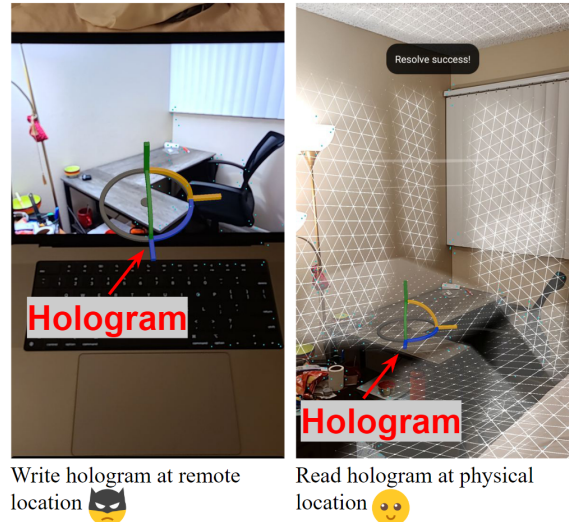 Resolve success!
Hologram
Hologram
Write hologram at remote
location
Read hologram at physical
location